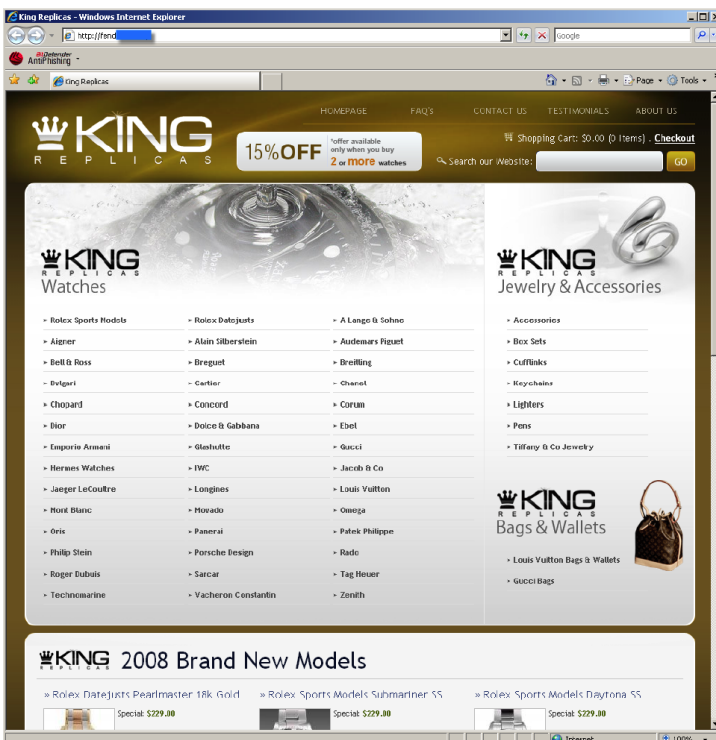 King Replicas - Windows Internet Explorer
http://fend
Google
BitDefender
AntiPhishing
King Replicas
Page
Tools
HOMEPAGE FAQ'S CONTACT US TESTIMONIALS ABOUT US
KING
REPLICAS
15%OFF
*offer available
only when you buy
2 or more watches
Shopping Cart: $0.00 (0 Items) . Checkout
Search our Website:
GO
KING
REPLICAS
Watches
Rolex Sports Models Rolex Datejusts A Lange & Sohne
Aigner Alain Silberstein Audemars Piguet
Bell & Ross Breguet Breitling
Bvlgari Cartier Chanel
Chopard Concord Corum
Dior Dolce & Gabbana Ebel
Emporio Armani Glashutte Gucci
Hermes Watches IWC Jacob & Co
Jaeger LeCoultre Longines Louis Vuitton
Mont Blanc Movado Omega
Oris Panerai Patek Philippe
Philip Stein Porsche Design Rado
Roger Dubuis Sarcar Tag Heuer
Technomarine Vacheron Constantin Zenith
KING
REPLICAS
Jewelry & Accessories
Accessories
Box Sets
Cufflinks
Keychains
Lighters
Pens
Tiffany & Co Jewelry
KING
REPLICAS
Bags & Wallets
Louis Vuitton Bags & Wallets
Gucci Bags
KING
REPLICAS
2008 Brand New Models
» Rolex Datejusts Pearlmaster 18k Gold » Rolex Sports Models Submariner SS » Rolex Sports Models Daytona SS
Special: $229.00 Special: $229.00 Special: $229.00
Internet
100%